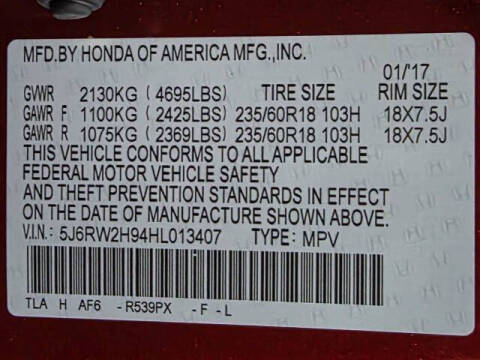 MFD.BY HONDA OF AMERICA MFG.,INC.
01/'17
GVWR 2130KG (4695LBS) TIRE SIZE RIM SIZE
GAWR F 1100KG (2425LBS) 235/60R18 103H 18X7.5J
GAWR R 1075KG (2369LBS) 235/60R18 103H 18X7.5J
THIS VEHICLE CONFORMS TO ALL APPLICABLE
FEDERAL MOTOR VEHICLE SAFETY
AND THEFT PREVENTION STANDARDS IN EFFECT
ON THE DATE OF MANUFACTURE SHOWN ABOVE.
V.I.N.: 5J6RW2H94HL013407 TYPE: MPV
TLA H AF6 -R539PX -F-L